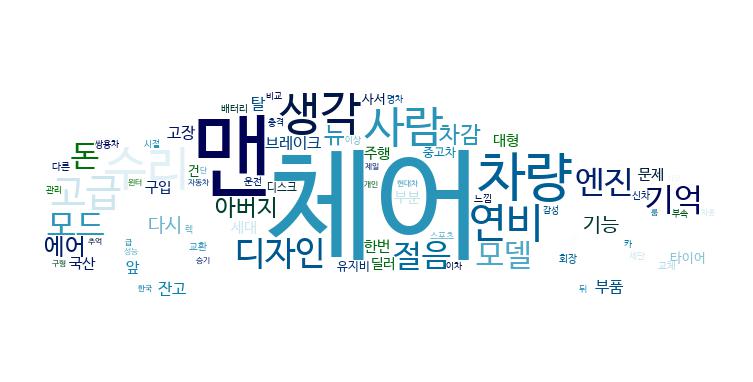 비교
배터리 탈 사서 명차
생각
충격
고장 맨 사람 차감
쌍용차 시절 브레이크 뉴 이상 대형
돈 수리 주행 중고차
다른 건 단 제일 체어 차량 엔진 문제
관리 고급 윈터 구입 자동차 운전 디스크 개인 현대차 신차 기억
아버지 부분 느낌 감성 룸 부속
모드 다시 렉 세대 연비 기능
에어 추억 급 교환 디자인 한번 걸음 스포츠 모델 카
성능
구형 국산 앞 승기 유지비 딜러 이차 회장 세단 교체 타이어
한국 잔고 뒤 부품